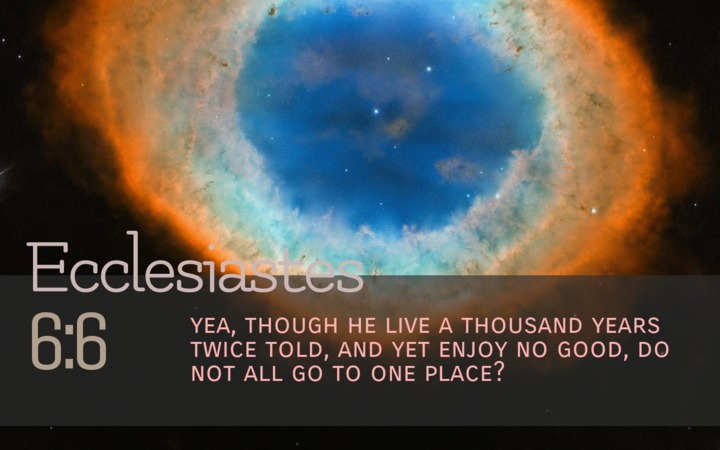 Ecclesiastes
6:6
YEA, THOUGH HE LIVE A THOUSAND YEARS
TWICE TOLD, AND YET ENJOY NO GOOD, DO
NOT ALL GO TO ONE PLACE?